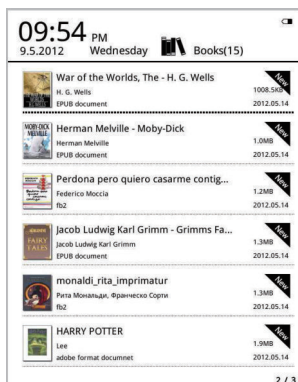 09:54 PM
9.5.2012 Wednesday Books(15)
War of the Worlds, The - H. G. Wells
New
H. G. Wells 1008.5KB
EPUB document 2012.05.14
MOBY-DICK
Herman Melville - Moby-Dick
New
Herman Melville 1.0MB
EPUB document 2012.05.14
Perdona pero quiero casarme contig...
New
Federico Moccia 1.2MB
fb2 2012.05.14
FAIRY
TALES
Jacob Ludwig Karl Grimm - Grimms Fa...
New
Jacob Ludwig Karl Grimm 1.3MB
EPUB document 2012.05.14
monaldi_rita_imprimatur
New
Рита Мональди, Франческо Сорти 1.3MB
fb2 2012.05.14
HARRY POTTER
New
Lee 1.9MB
adobe format documnet 2012.05.14
2 / 3